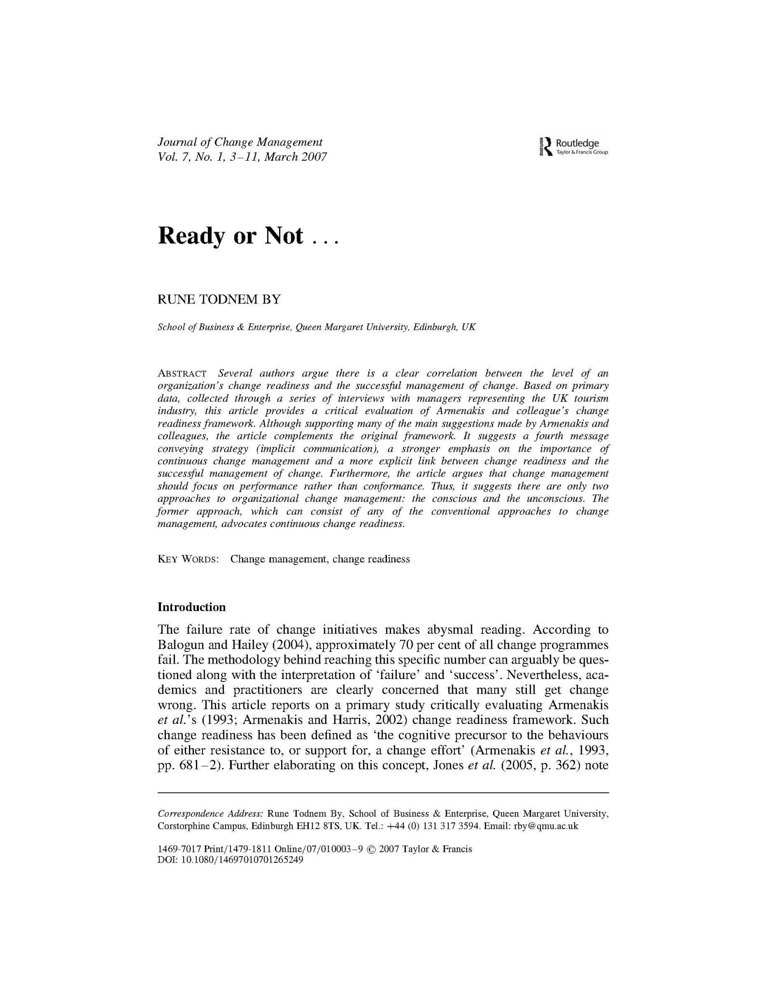 Journal of Change Management
Vol. 7, No. 1, 3–11, March 2007
ROUTLEDGE
Routledge
Taylor & Francis Group
Ready or Not . . .
RUNE TODNEM BY
School of Business & Enterprise, Queen Margaret University, Edinburgh, UK
ABSTRACT Several authors argue there is a clear correlation between the level of an
organization's change readiness and the successful management of change. Based on primary
data, collected through a series of interviews with managers representing the UK tourism
industry, this article provides a critical evaluation of Armenakis and colleague's change
readiness framework. Although supporting many of the main suggestions made by Armenakis and
colleagues, the article complements the original framework. It suggests a fourth message
conveying strategy (implicit communication), a stronger emphasis on the importance of
continuous change management and a more explicit link between change readiness and the
successful management of change. Furthermore, the article argues that change management
should focus on performance rather than conformance. Thus, it suggests there are only two
approaches to organizational change management: the conscious and the unconscious. The
former approach, which can consist of any of the conventional approaches to change
management, advocates continuous change readiness.
KEY WORDS: Change management, change readiness
Introduction
The failure rate of change initiatives makes abysmal reading. According to
Balogun and Hailey (2004), approximately 70 per cent of all change programmes
fail. The methodology behind reaching this specific number can arguably be ques-
tioned along with the interpretation of ‘failure’ and ‘success’. Nevertheless, aca-
demics and practitioners are clearly concerned that many still get change
wrong. This article reports on a primary study critically evaluating Armenakis
et al.’s (1993; Armenakis and Harris, 2002) change readiness framework. Such
change readiness has been defined as ‘the cognitive precursor to the behaviours
of either resistance to, or support for, a change effort’ (Armenakis et al., 1993,
pp. 681–2). Further elaborating on this concept, Jones et al. (2005, p. 362) note
Correspondence Address: Rune Todnem By, School of Business & Enterprise, Queen Margaret University,
Corstorphine Campus, Edinburgh EH12 8TS, UK. Tel.: +44 (0) 131 317 3594. Email: rby@qmu.ac.uk
1469-7017 Print/1479-1811 Online/07/010003–9 © 2007 Taylor & Francis
DOI: 10.1080/14697010701265249